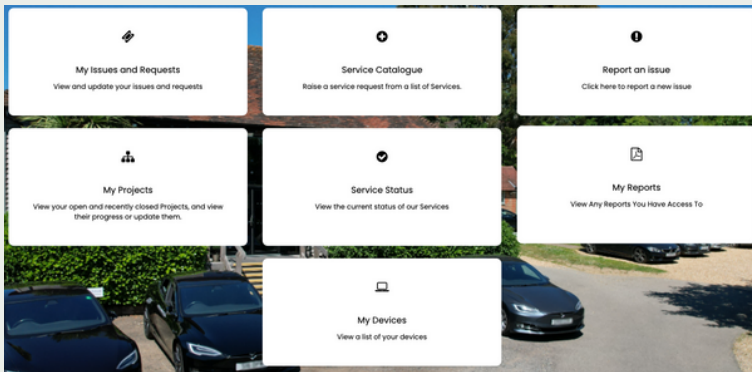 My Issues and Requests
View and update your issues and requests
Service Catalogue
Raise a service request from a list of Services.
Report an issue
Click here to report a new issue
My Projects
View your open and recently closed Projects, and view
their progress or update them.
Service Status
View the current status of our Services
My Reports
View Any Reports You Have Access To
My Devices
View a list of your devices